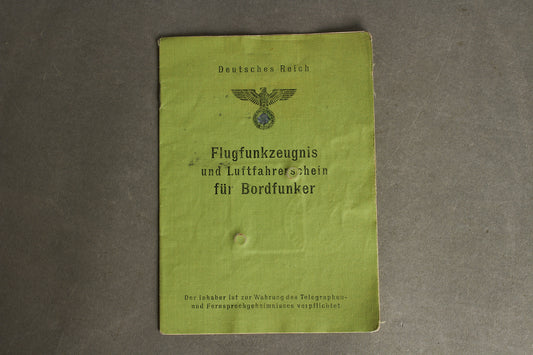 Deutsches Reich
Flugfunkzeugnis
und Luftfahrerschein
für Bordfunker
Der Inhaber ist zur Wahrung des Telegraphen-
und Fernsprechgeheimnisses verpflichtet